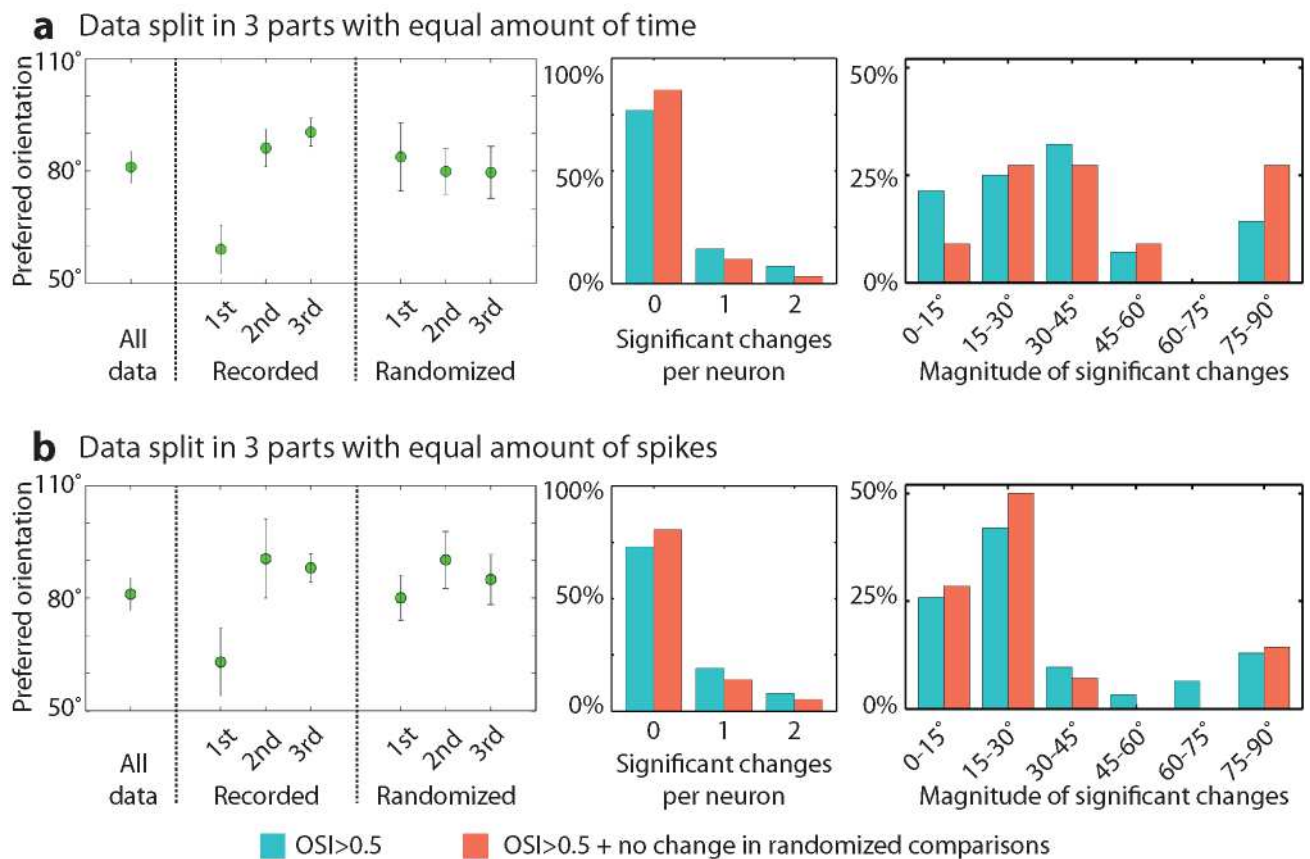 a Data split in 3 parts with equal amount of time
Preferred orientation
110°
80°
50°
All data
1st
2nd
3rd
Recorded
1st
2nd
3rd
Randomized
100%
50%
0%
0
1
2
Significant changes
per neuron
50%
25%
0%
0-15°
15-30°
30-45°
45-60°
60-75°
75-90°
Magnitude of significant changes
b Data split in 3 parts with equal amount of spikes
Preferred orientation
110°
80°
50°
All data
1st
2nd
3rd
Recorded
1st
2nd
3rd
Randomized
100%
50%
0%
0
1
2
Significant changes
per neuron
50%
25%
0%
0-15°
15-30°
30-45°
45-60°
60-75°
75-90°
Magnitude of significant changes
OSI>0.5
OSI>0.5 + no change in randomized comparisons